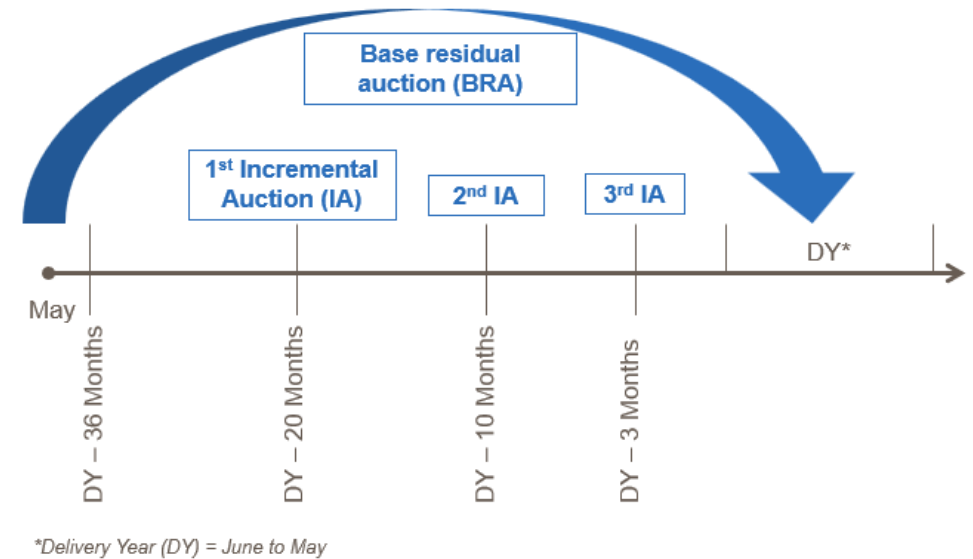 Base residual
auction (BRA)
1st Incremental
Auction (IA)
2nd IA
3rd IA
DY*
May
DY – 36 Months
DY – 20 Months
DY – 10 Months
DY – 3 Months
*Delivery Year (DY) = June to May